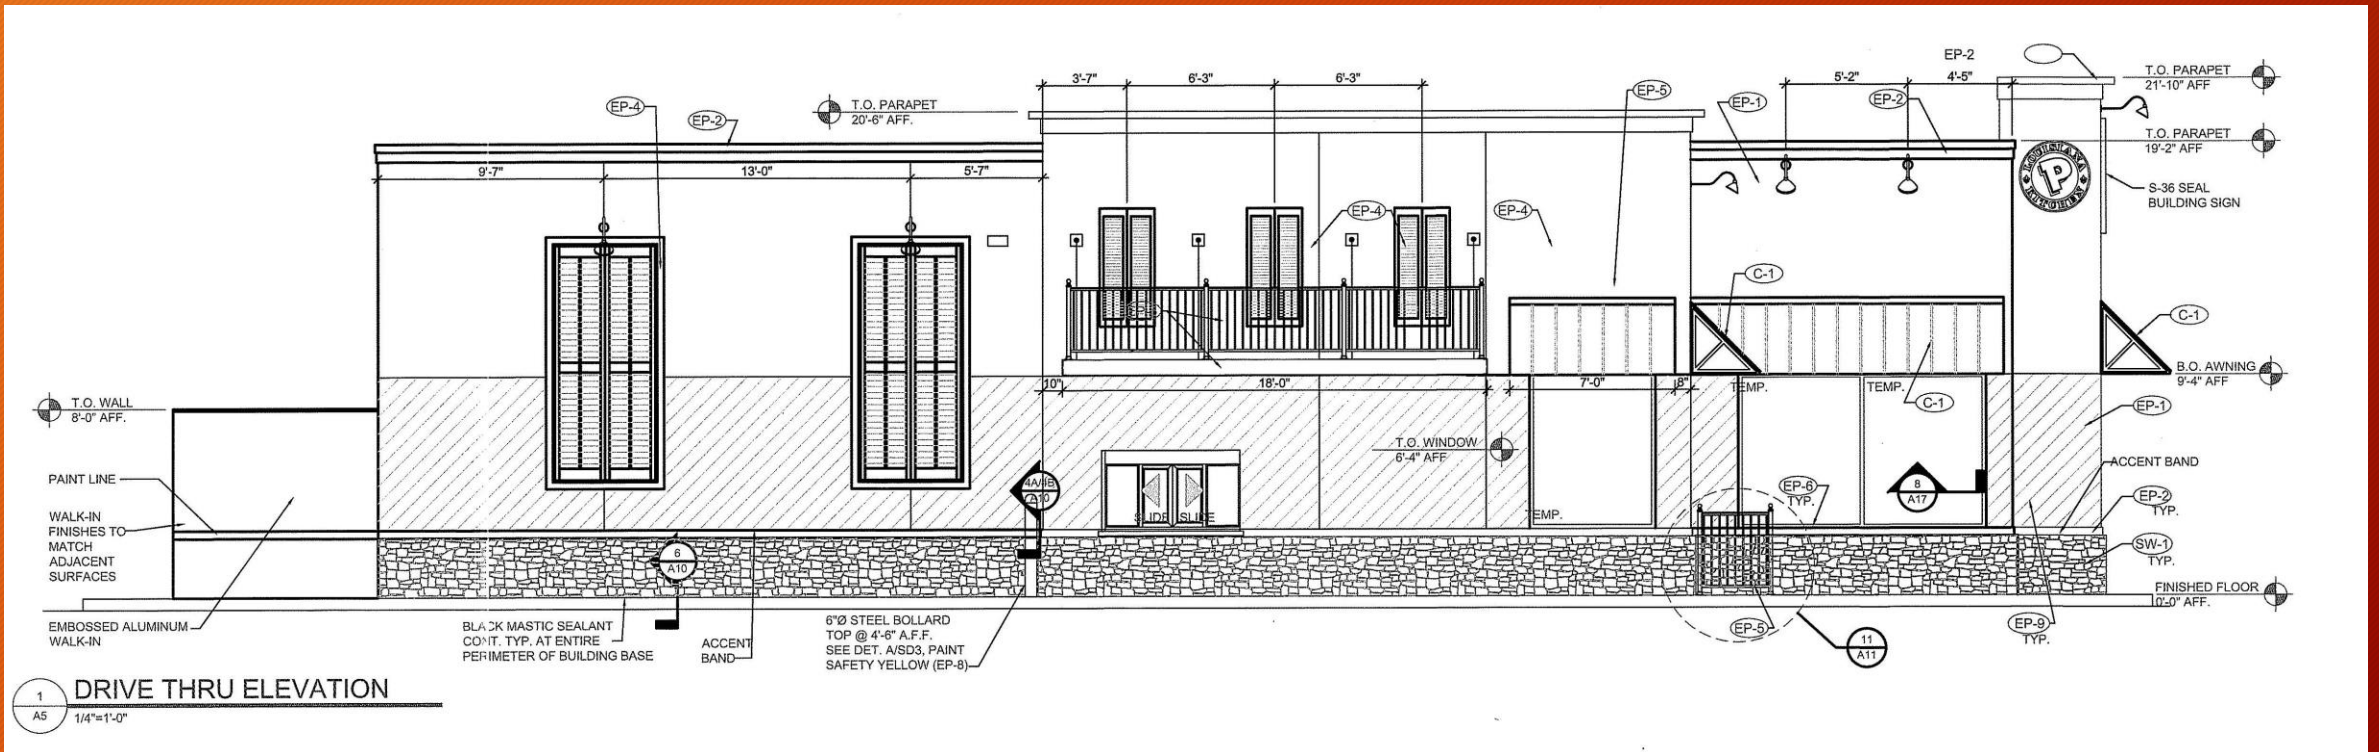 EP-2
3'-7"
6'-3"
6'-3"
5'-2"
4'-5"
T.O. PARAPET
21'-10" AFF
EP-4
T.O. PARAPET
20'-6" AFF.
EP-2
EP-5
EP-1
EP-2
T.O. PARAPET
19'-2" AFF
9'-7"
13'-0"
5'-7"
LOUISIANA
P
KITCHEN
S-36 SEAL
BUILDING SIGN
EP-4
EP-4
C-1
C-1
B.O. AWNING
9'-4" AFF
10"
18'-0"
7'-0"
8"
TEMP.
TEMP.
C-1
EP-1
T.O. WALL
8'-0" AFF.
T.O. WINDOW
6'-4" AFF
ACCENT BAND
PAINT LINE
4A/4B
A10
EP-6
TYP.
8
A17
EP-2
TYP.
SLIDE SLIDE
TEMP.
WALK-IN
FINISHES TO
MATCH
ADJACENT
SURFACES
6
A10
SW-1
TYP.
FINISHED FLOOR
0'-0" AFF.
EMBOSSED ALUMINUM
WALK-IN
BLACK MASTIC SEALANT
CONT. TYP. AT ENTIRE
PERIMETER OF BUILDING BASE
ACCENT
BAND
6"Ø STEEL BOLLARD
TOP @ 4'-6" A.F.F.
SEE DET. A/SD3, PAINT
SAFETY YELLOW (EP-8)
EP-5
11
A11
EP-9
TYP.
1
A5
DRIVE THRU ELEVATION
1/4"=1'-0"